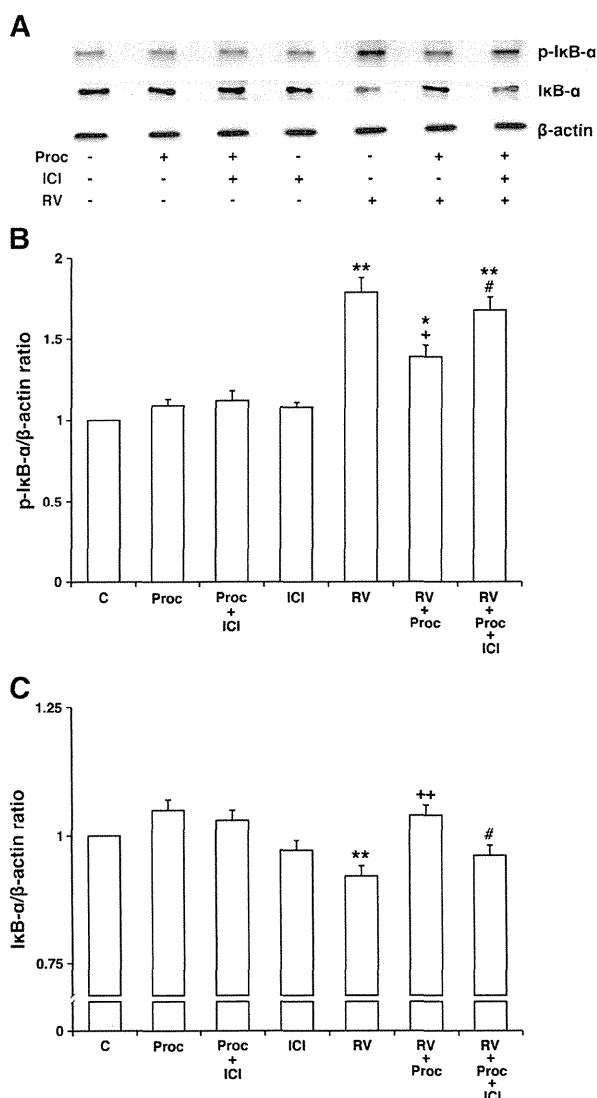 A
p-IκB-α
IκB-α
β-actin
Proc - + + - - + +
ICI - - + + - - +
RV - - - - + + +
B
p-IκB-α/β-actin ratio
2
1.5
1
0.5
0
**
*
+
**
#
C
Proc
Proc
+
ICI
ICI
RV
RV
+
Proc
RV
+
Proc
+
ICI
C
IκB-α/β-actin ratio
1.25
1
0.75
0
**
++
#
C
Proc
Proc
+
ICI
ICI
RV
RV
+
Proc
RV
+
Proc
+
ICI